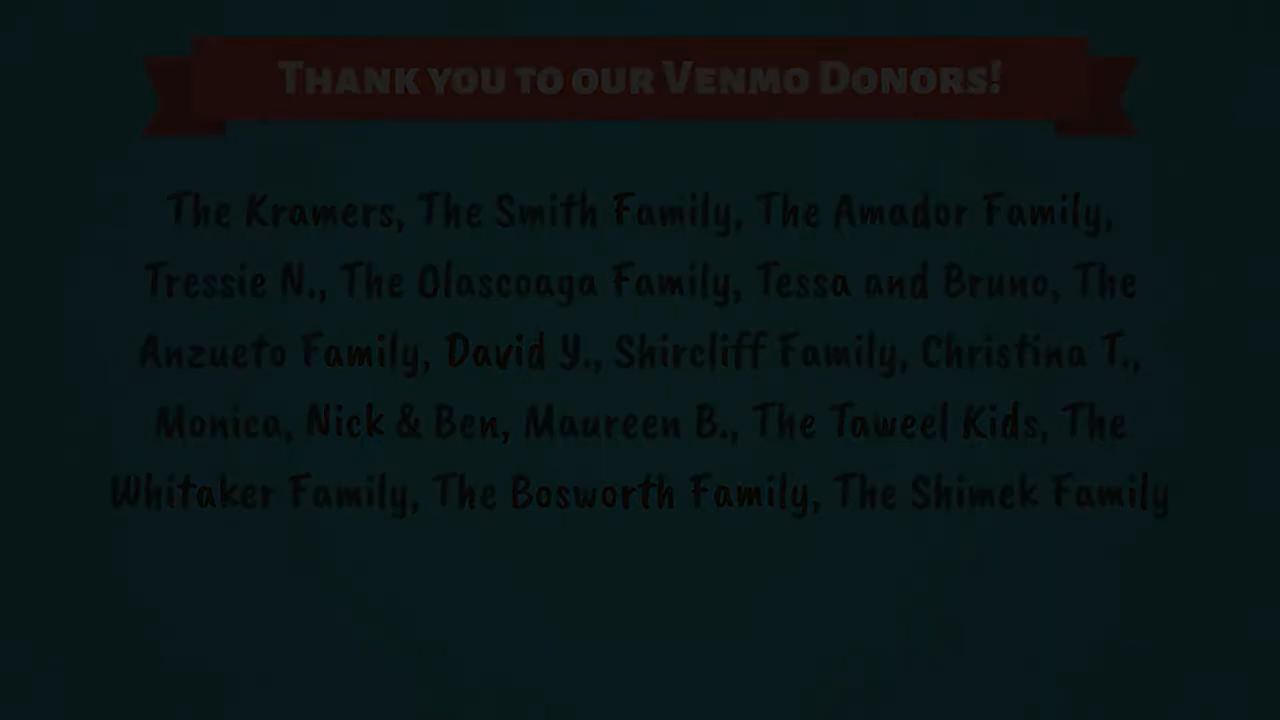 Thank you to our Venmo Donors!
The Kramers, The Smith Family, The Amador Family,
Tressie N., The Olascoaga Family, Tessa and Bruno, The
Anzueto Family, David Y., Shircliff Family, Christina T.,
Monica, Nick & Ben, Maureen B., The Taweel Kids, The
Whitaker Family, The Bosworth Family, The Shimek Family